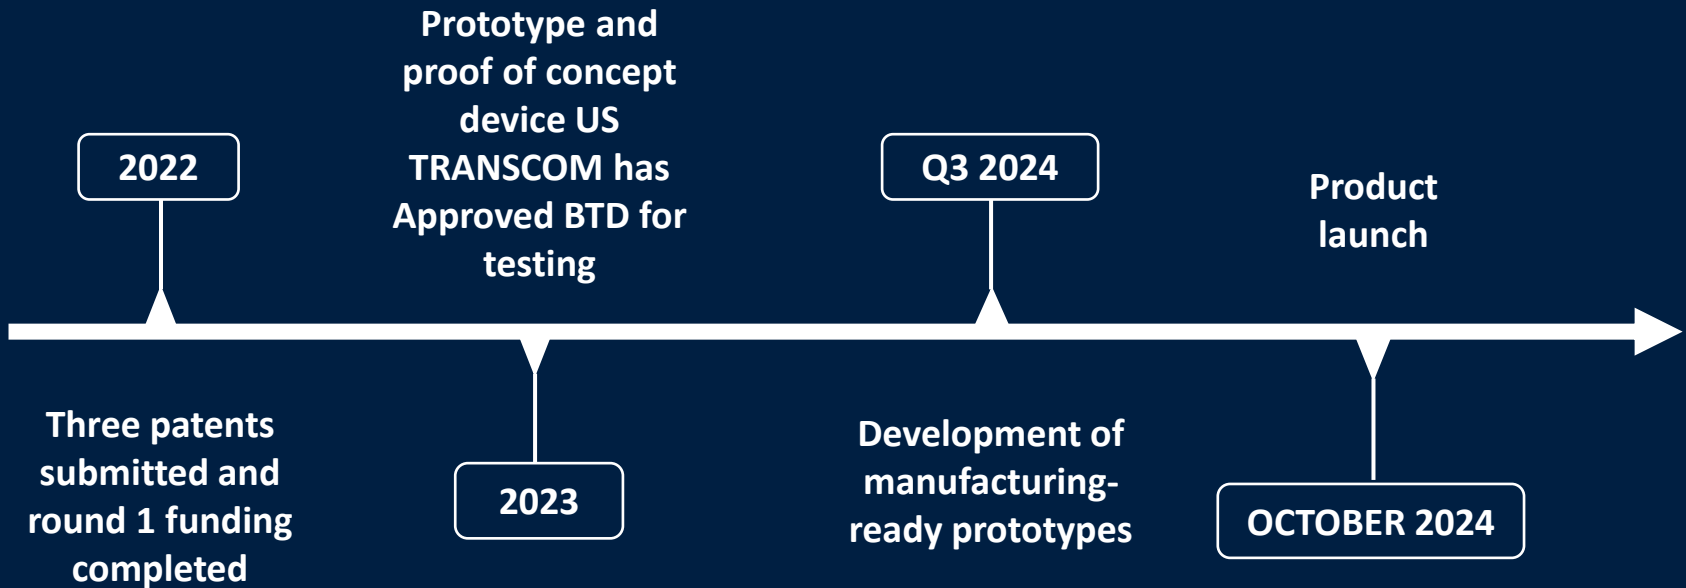 2022
Three patents
submitted and
round 1 funding
completed
Prototype and
proof of concept
device US
TRANSCOM has
Approved BTD for
testing
2023
Q3 2024
Development of
manufacturing-
ready prototypes
Product
launch
OCTOBER 2024